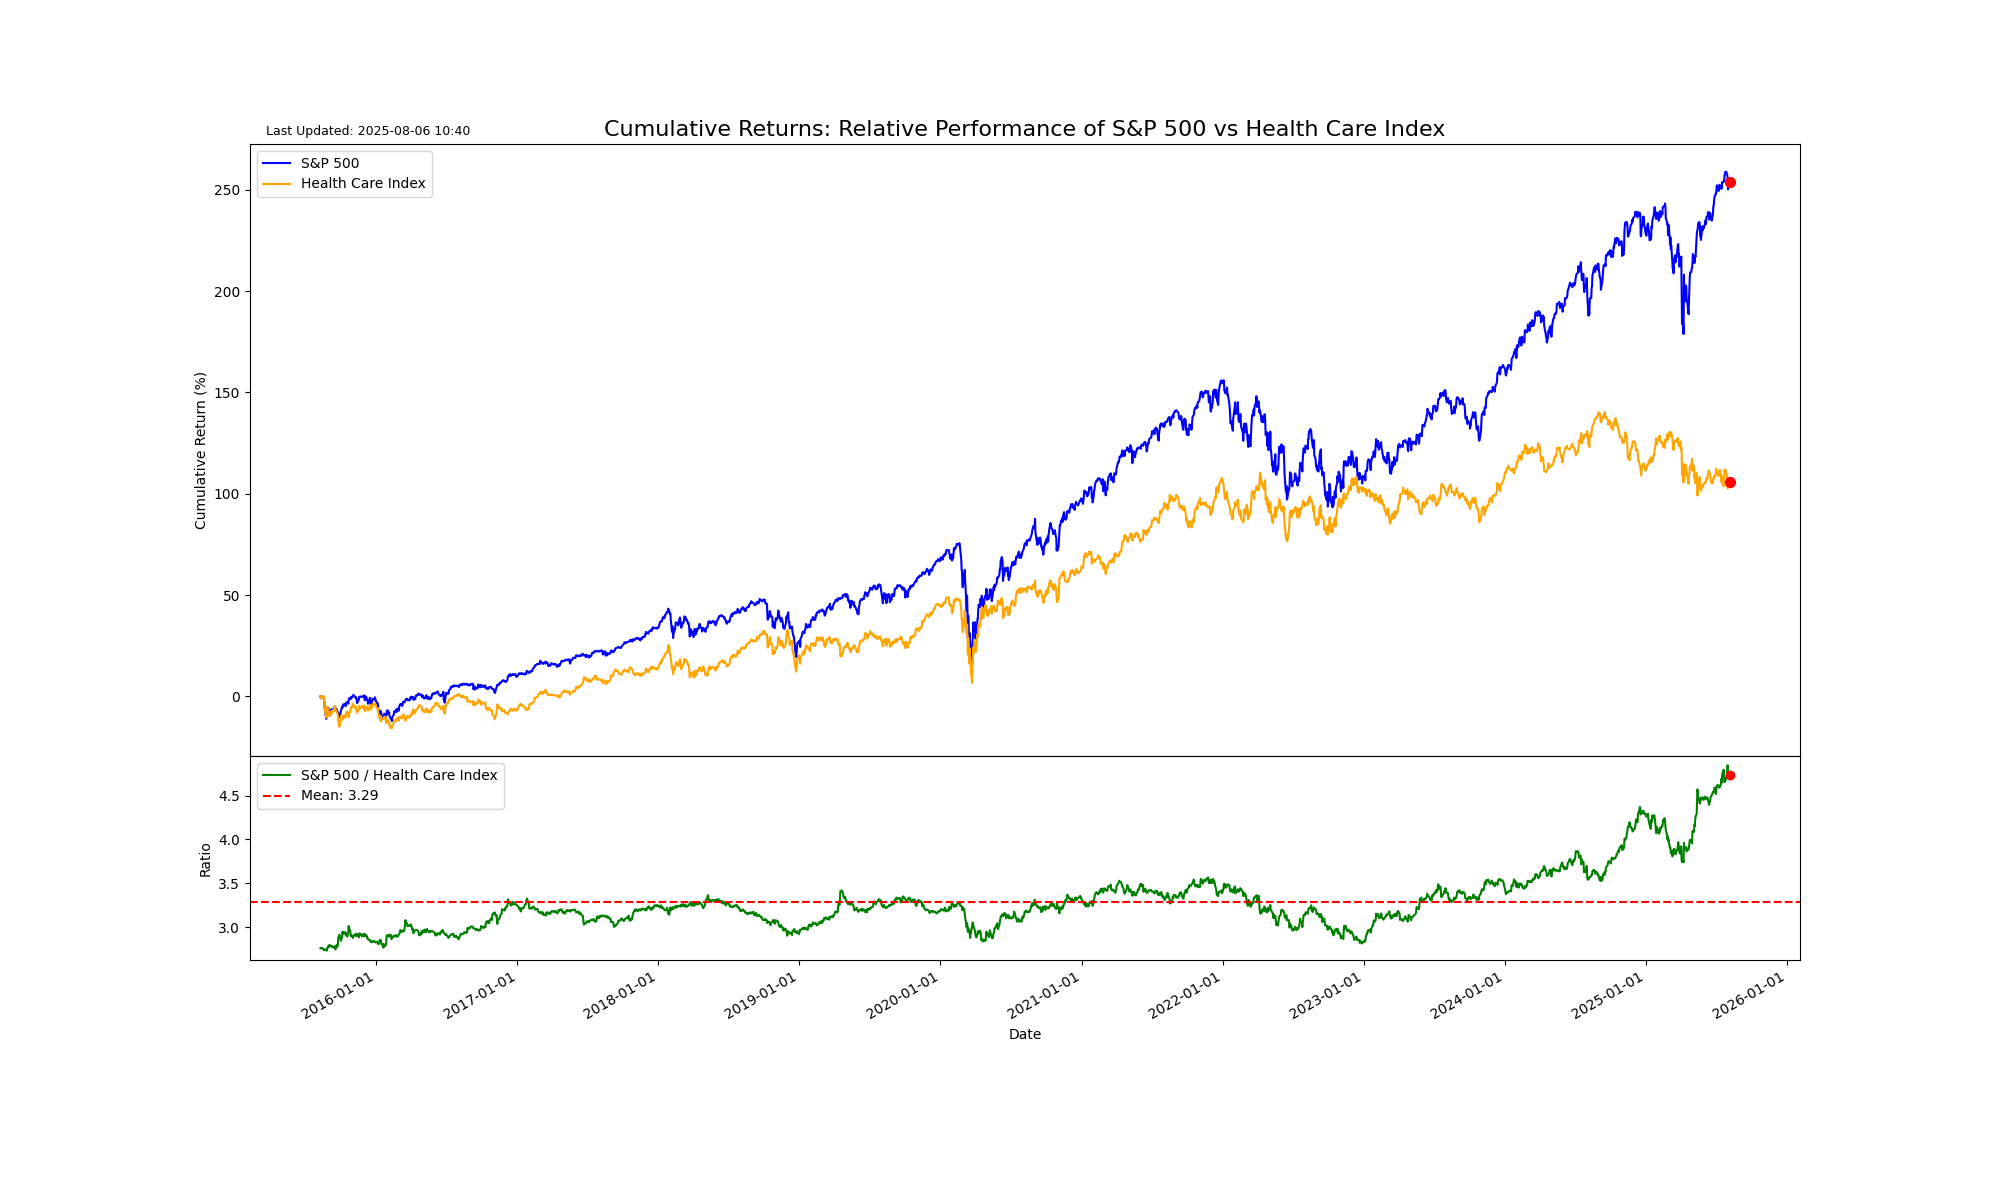 Last Updated: 2025-08-06 10:40
Cumulative Returns: Relative Performance of S&P 500 vs Health Care Index
S&P 500
Health Care Index
250
200
150
100
50
0
Cumulative Return (%)
S&P 500 / Health Care Index
Mean: 3.29
4.5
4.0
3.5
3.0
Ratio
2016-01-01
2017-01-01
2018-01-01
2019-01-01
2020-01-01
2021-01-01
2022-01-01
2023-01-01
2024-01-01
2025-01-01
2026-01-01
Date